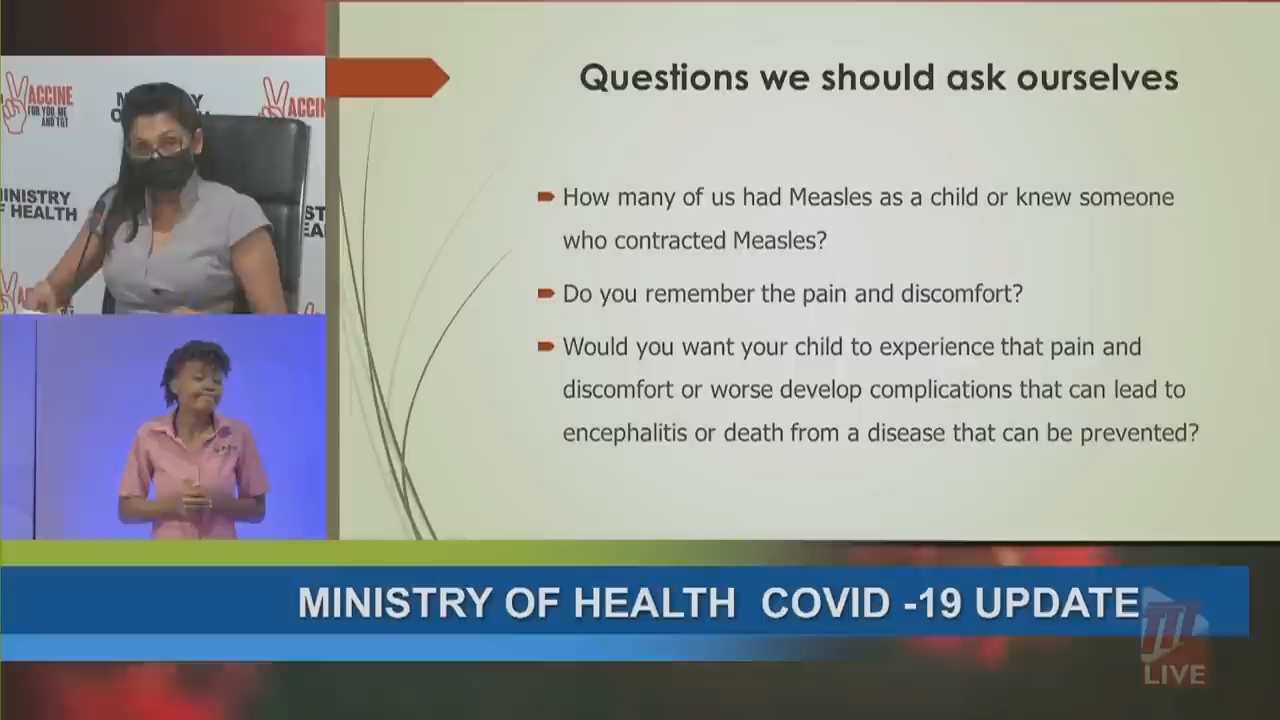 Questions we should ask ourselves
How many of us had Measles as a child or knew someone
who contracted Measles?
Do you remember the pain and discomfort?
Would you want your child to experience that pain and
discomfort or worse develop complications that can lead to
encephalitis or death from a disease that can be prevented?
VACCINE
FOR YOU, ME
AND T&T
VACCIN
INISTRY
F HEALTH
MINISTRY OF HEALTH COVID -19 UPDATE
LIVE